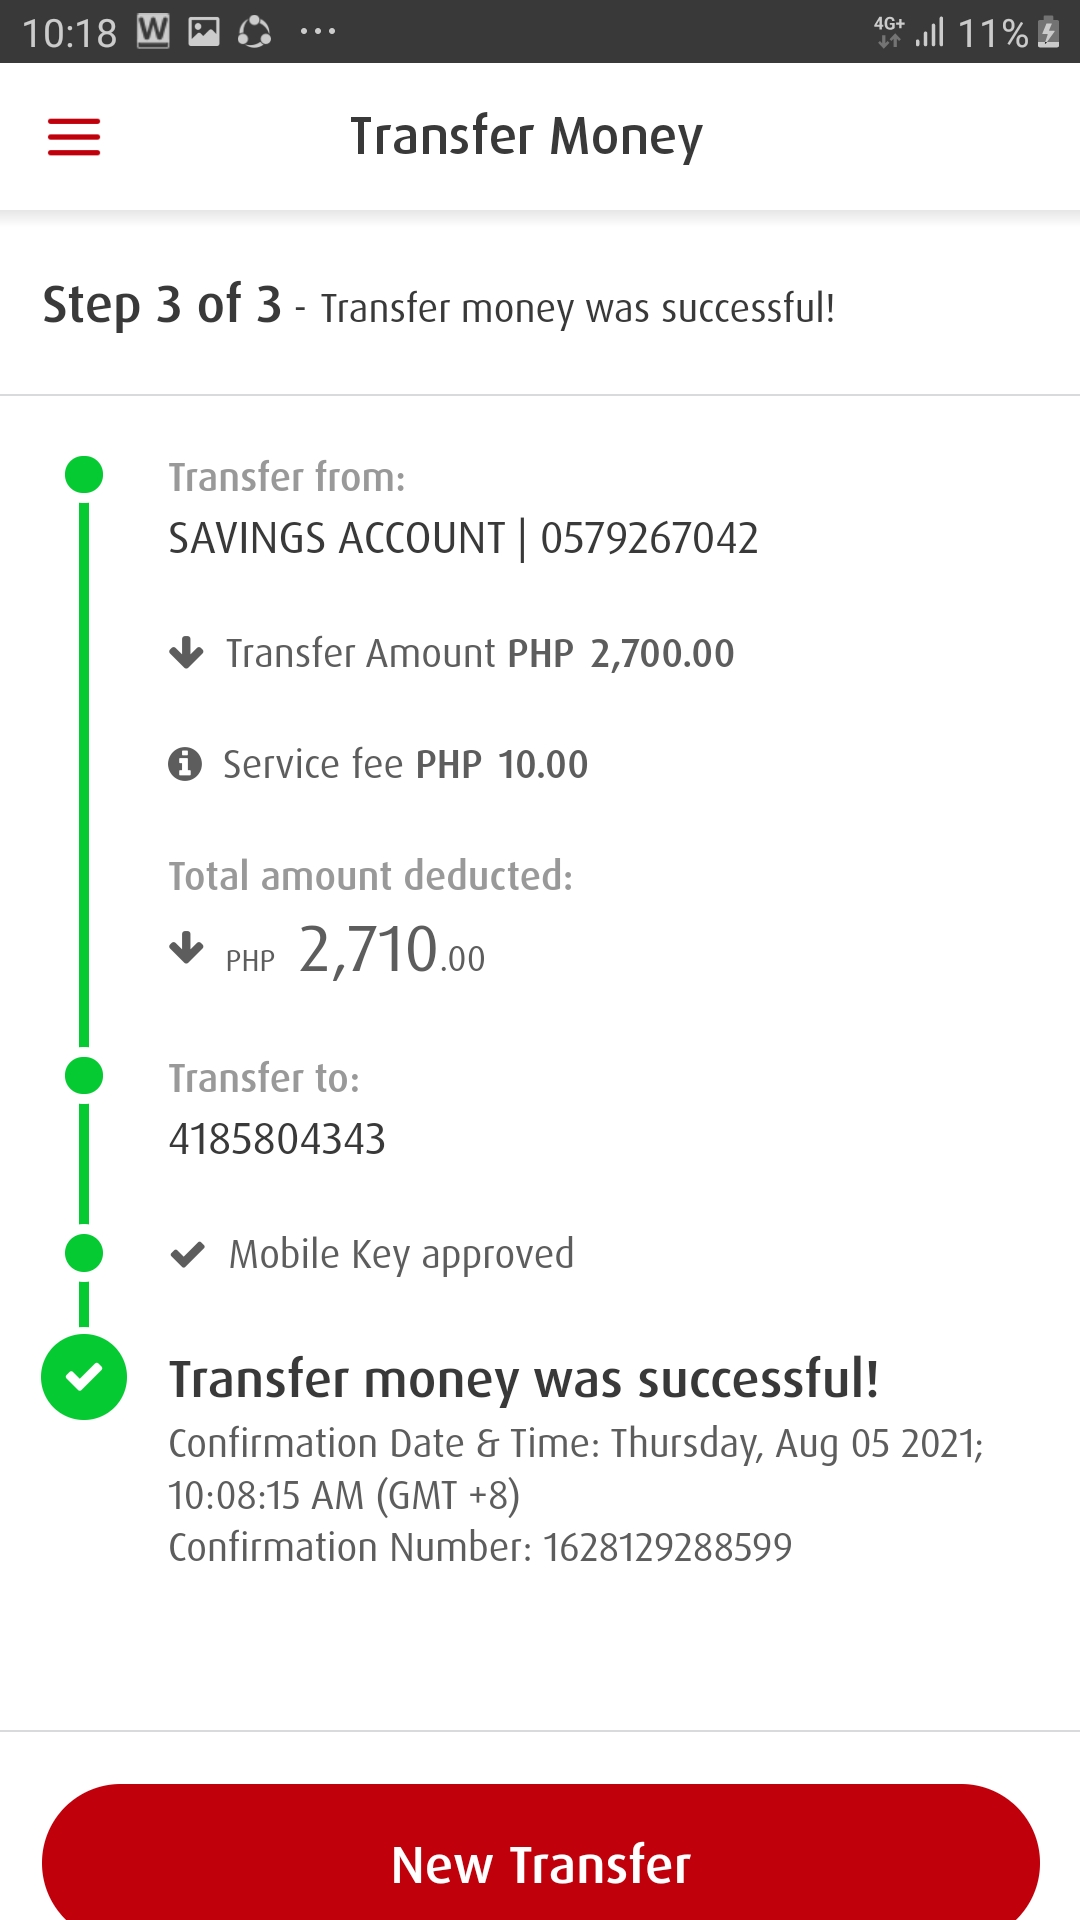 10:18 4G+ 11%
Transfer Money
Step 3 of 3 - Transfer money was successful!
Transfer from:
SAVINGS ACCOUNT | 0579267042
Transfer Amount PHP 2,700.00
Service fee PHP 10.00
Total amount deducted:
PHP 2,710.00
Transfer to:
4185804343
Mobile Key approved
Transfer money was successful!
Confirmation Date & Time: Thursday, Aug 05 2021;
10:08:15 AM (GMT +8)
Confirmation Number: 1628129288599
New Transfer